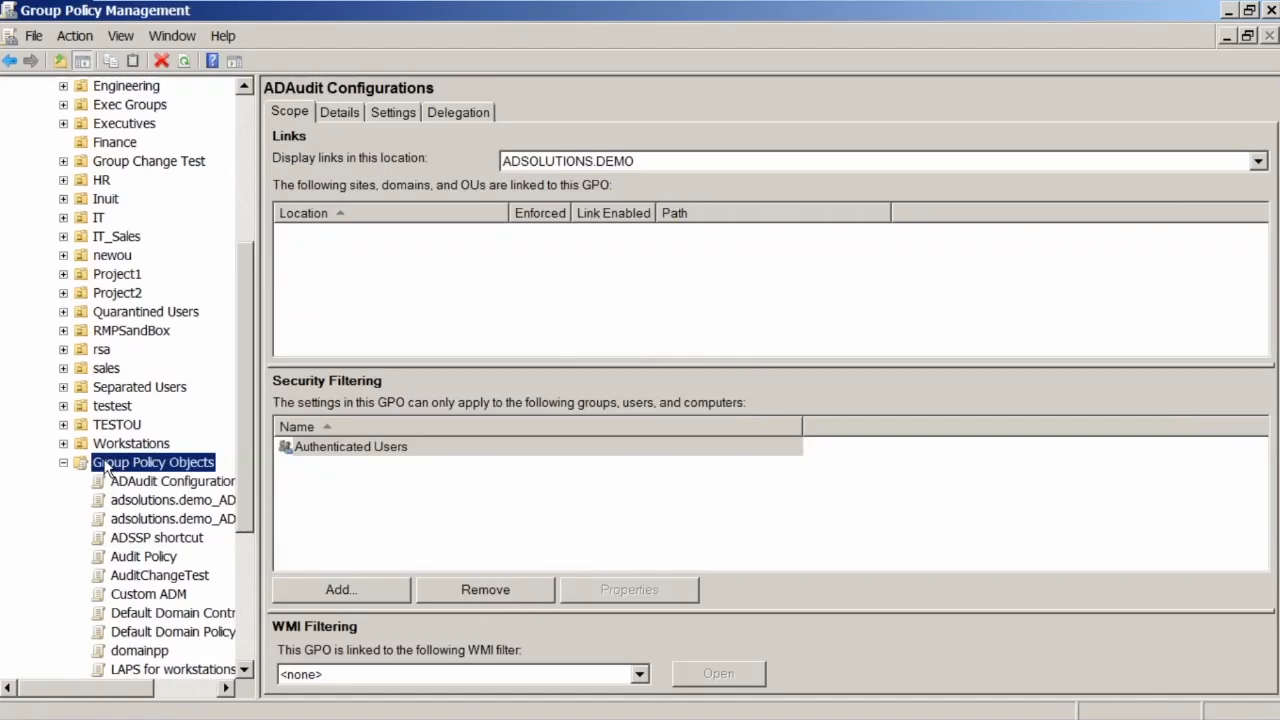 Group Policy Management
File Action View Window Help
Engineering
Exec Groups
Executives
Finance
Group Change Test
HR
Inuit
IT
IT_Sales
newou
Project1
Project2
Quarantined Users
RMPSandBox
rsa
sales
Separated Users
testest
TESTOU
Workstations
Group Policy Objects
ADAudit Configuration
adsolutions.demo_AD
adsolutions.demo_AD
ADSSP shortcut
Audit Policy
AuditChangeTest
Custom ADM
Default Domain Contr
Default Domain Policy
domainpp
LAPS for workstations
ADAudit Configurations
Scope Details Settings Delegation
Links
Display links in this location: ADSOLUTIONS.DEMO
The following sites, domains, and OUs are linked to this GPO:
Location Enforced Link Enabled Path
Security Filtering
The settings in this GPO can only apply to the following groups, users, and computers:
Name
Authenticated Users
Add... Remove Properties
WMI Filtering
This GPO is linked to the following WMI filter:
<none> Open